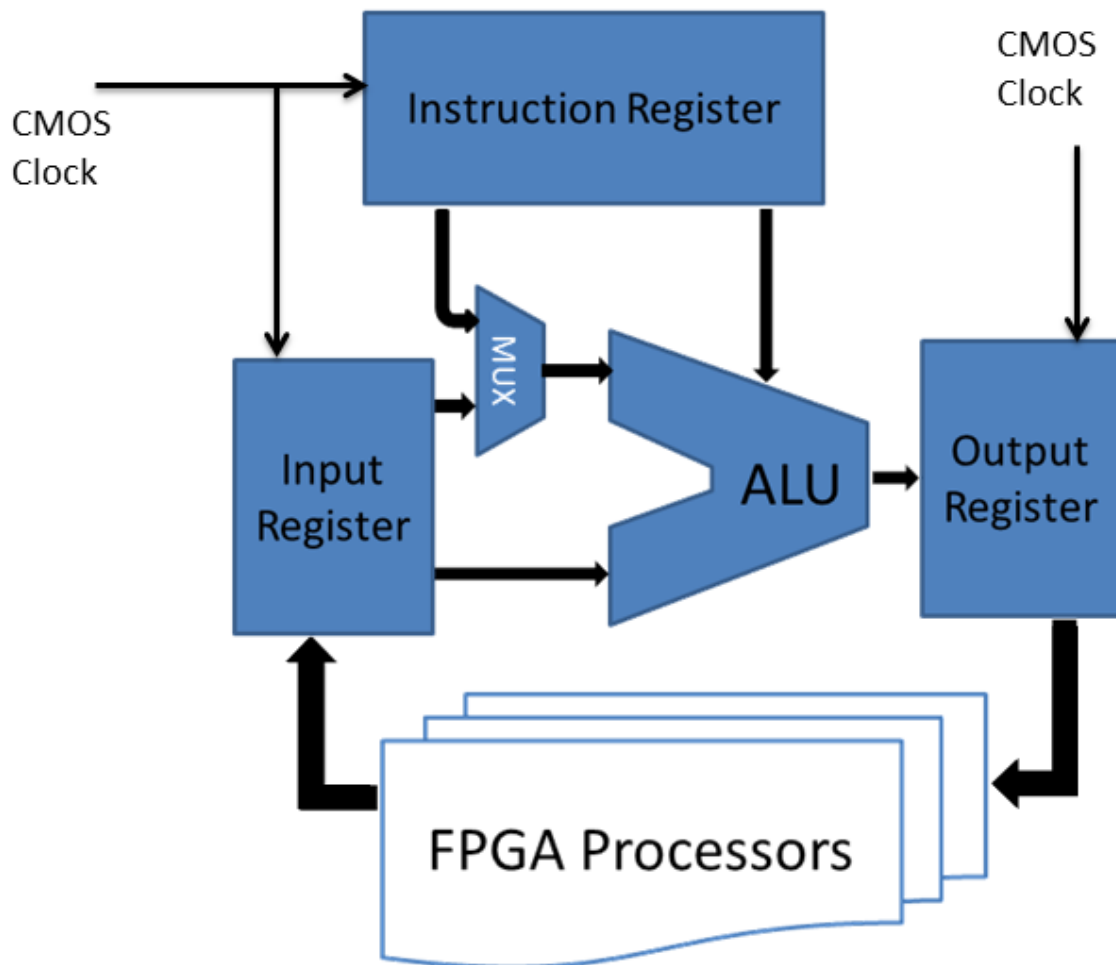 CMOS
Clock
Instruction Register
CMOS
Clock
MUX
Input
Register
ALU
Output
Register
FPGA Processors